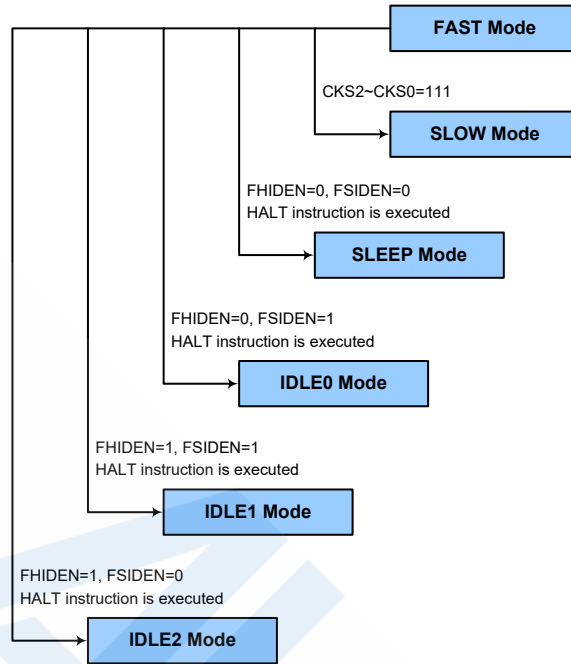 FAST Mode
CKS2~CKS0=111
SLOW Mode
FHIDEN=0, FSIDEN=0
HALT instruction is executed
SLEEP Mode
FHIDEN=0, FSIDEN=1
HALT instruction is executed
IDLE0 Mode
FHIDEN=1, FSIDEN=1
HALT instruction is executed
IDLE1 Mode
FHIDEN=1, FSIDEN=0
HALT instruction is executed
IDLE2 Mode